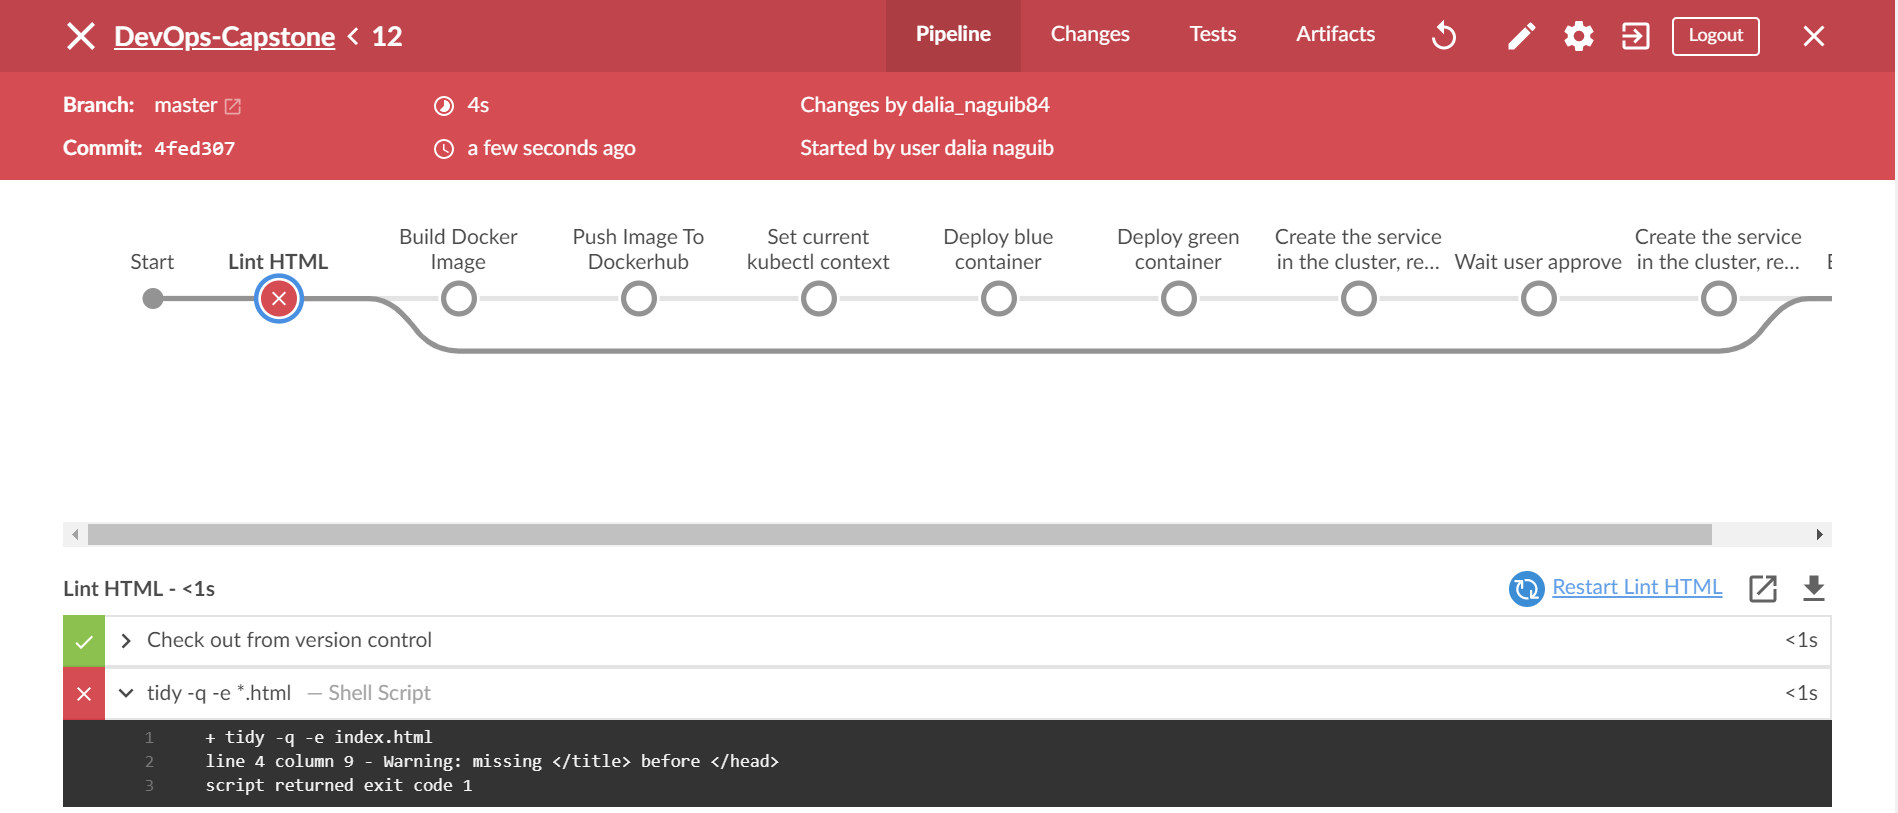 DevOps-Capstone < 12
Pipeline Changes Tests Artifacts Logout
Branch: master 4s Changes by dalia_naguib84
Commit: 4fed307 a few seconds ago Started by user dalia naguib
Start
Lint HTML
Build Docker
Image
Push Image To
Dockerhub
Set current
kubectl context
Deploy blue
container
Deploy green
container
Create the service
in the cluster, re...
Wait user approve
Create the service
in the cluster, re...
Lint HTML - <1s
Restart Lint HTML
Check out from version control <1s
tidy -q -e *.html — Shell Script <1s
1 + tidy -q -e index.html
2 line 4 column 9 - Warning: missing </title> before </head>
3 script returned exit code 1